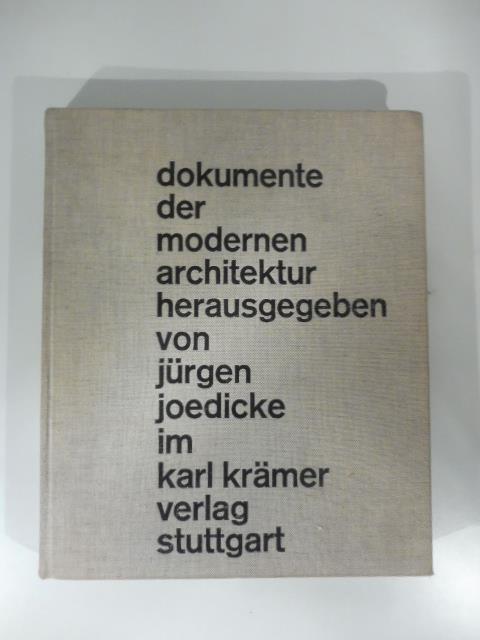 dokumente
der
modernen
architektur
herausgegeben
von
jürgen
joedicke
im
karl krämer
verlag
stuttgart